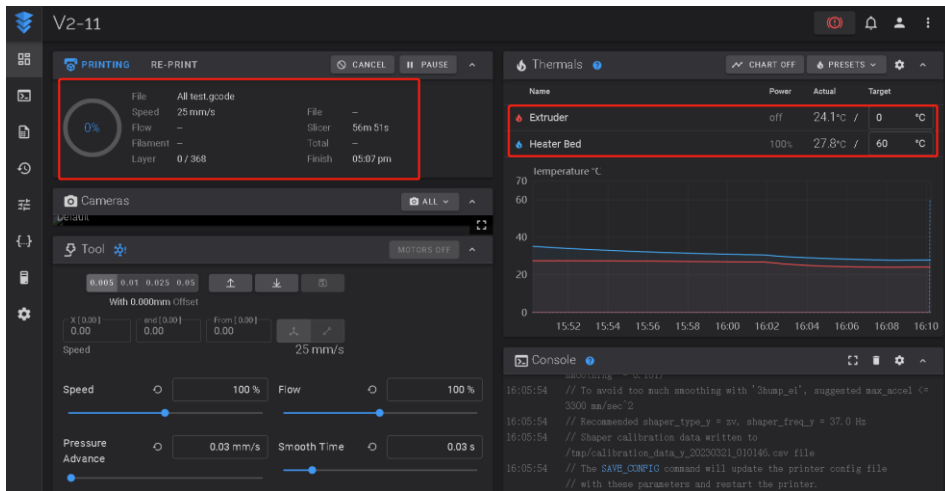 V2-11
PRINTING RE-PRINT CANCEL PAUSE
File All test.gcode
Speed 25 mm/s File –
0% Flow – Slicer 56m 51s
Filament – Total –
Layer 0 / 368 Finish 05:07 pm
Cameras ALL
Default
Tool MOTORS OFF
0.005 0.01 0.025 0.05
With 0.000mm Offset
X [ 0.00 ] and [ 0.00 ] From [ 0.00 ]
0.00 0.00 0.00
Speed 25 mm/s
Speed 100 % Flow 100 %
Pressure Advance 0.03 mm/s Smooth Time 0.03 s
Thermals CHART OFF PRESETS
Name Power Actual Target
Extruder off 24.1°C / 0 °C
Heater Bed 100% 27.8°C / 60 °C
Temperature °C
70
60
40
20
0
15:52 15:54 15:56 15:58 16:00 16:02 16:04 16:06 16:08 16:10
Console
16:05:54 // To avoid too much smoothing with '3hump_ei', suggested max_accel <=
3300 mm/sec^2
16:05:54 // Recommended shaper_type_y = zv, shaper_freq_y = 37.0 Hz
16:05:54 // Shaper calibration data written to
/tmp/calibration_data_y_20230321_010146.csv file
16:05:54 // The SAVE_CONFIG command will update the printer config file
// with these parameters and restart the printer.